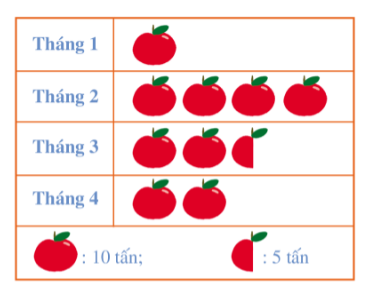 Tháng 1
Tháng 2
Tháng 3
Tháng 4
: 10 tấn; : 5 tấn